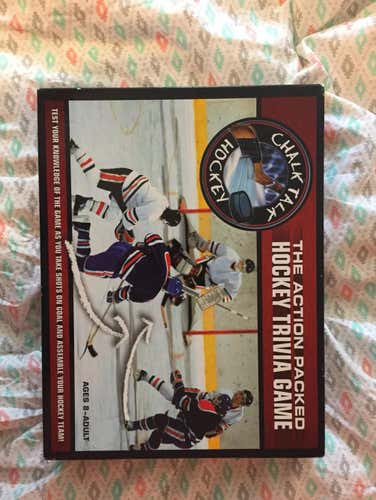 CHALK TALK
HOCKEY
THE ACTION PACKED
HOCKEY TRIVIA GAME
AGES 8-ADULT
TEST YOUR KNOWLEDGE OF THE GAME AS YOU TAKE SHOTS ON GOAL AND ASSEMBLE YOUR HOCKEY TEAM!